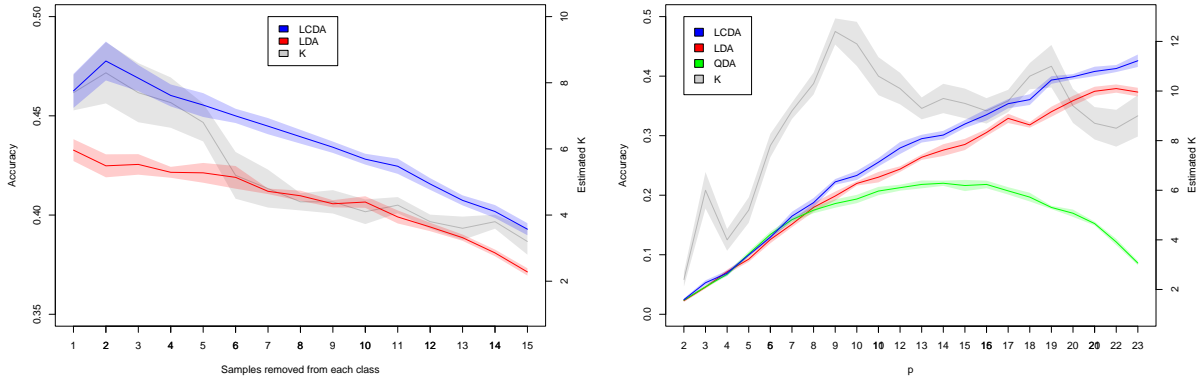 0.50
0.45
0.40
0.35
Accuracy
LCDA
LDA
K
10
8
6
4
2
Estimated K
1 2 3 4 5 6 7 8 9 10 11 12 13 14 15
Samples removed from each class
0.5
0.4
0.3
0.2
0.1
0.0
Accuracy
LCDA
LDA
QDA
K
12
10
8
6
4
2
Estimated K
2 3 4 5 6 7 8 9 10 11 12 13 14 15 16 17 18 19 20 21 23
p